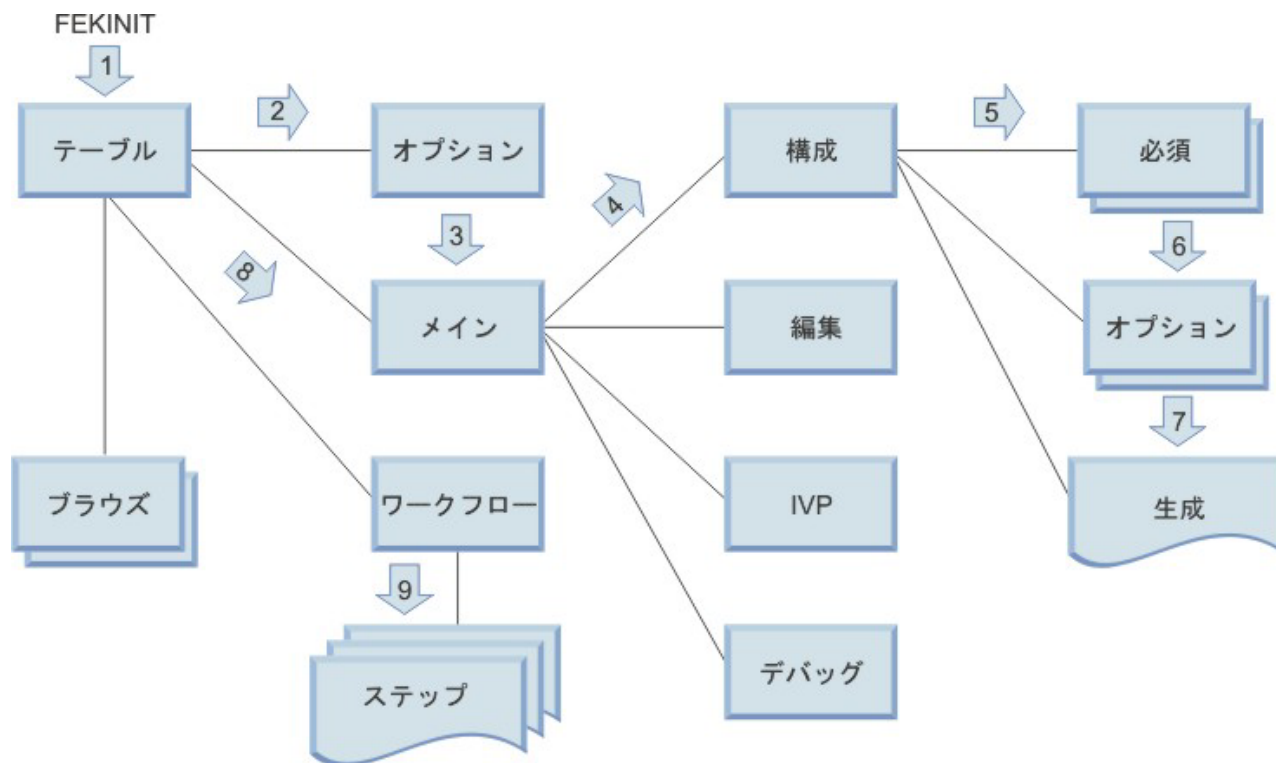 FEKINIT
1
テーブル
2
オプション
3
メイン
4
構成
5
必須
6
オプション
7
生成
8
編集
ブラウズ
ワークフロー
IVP
9
ステップ
デバッグ